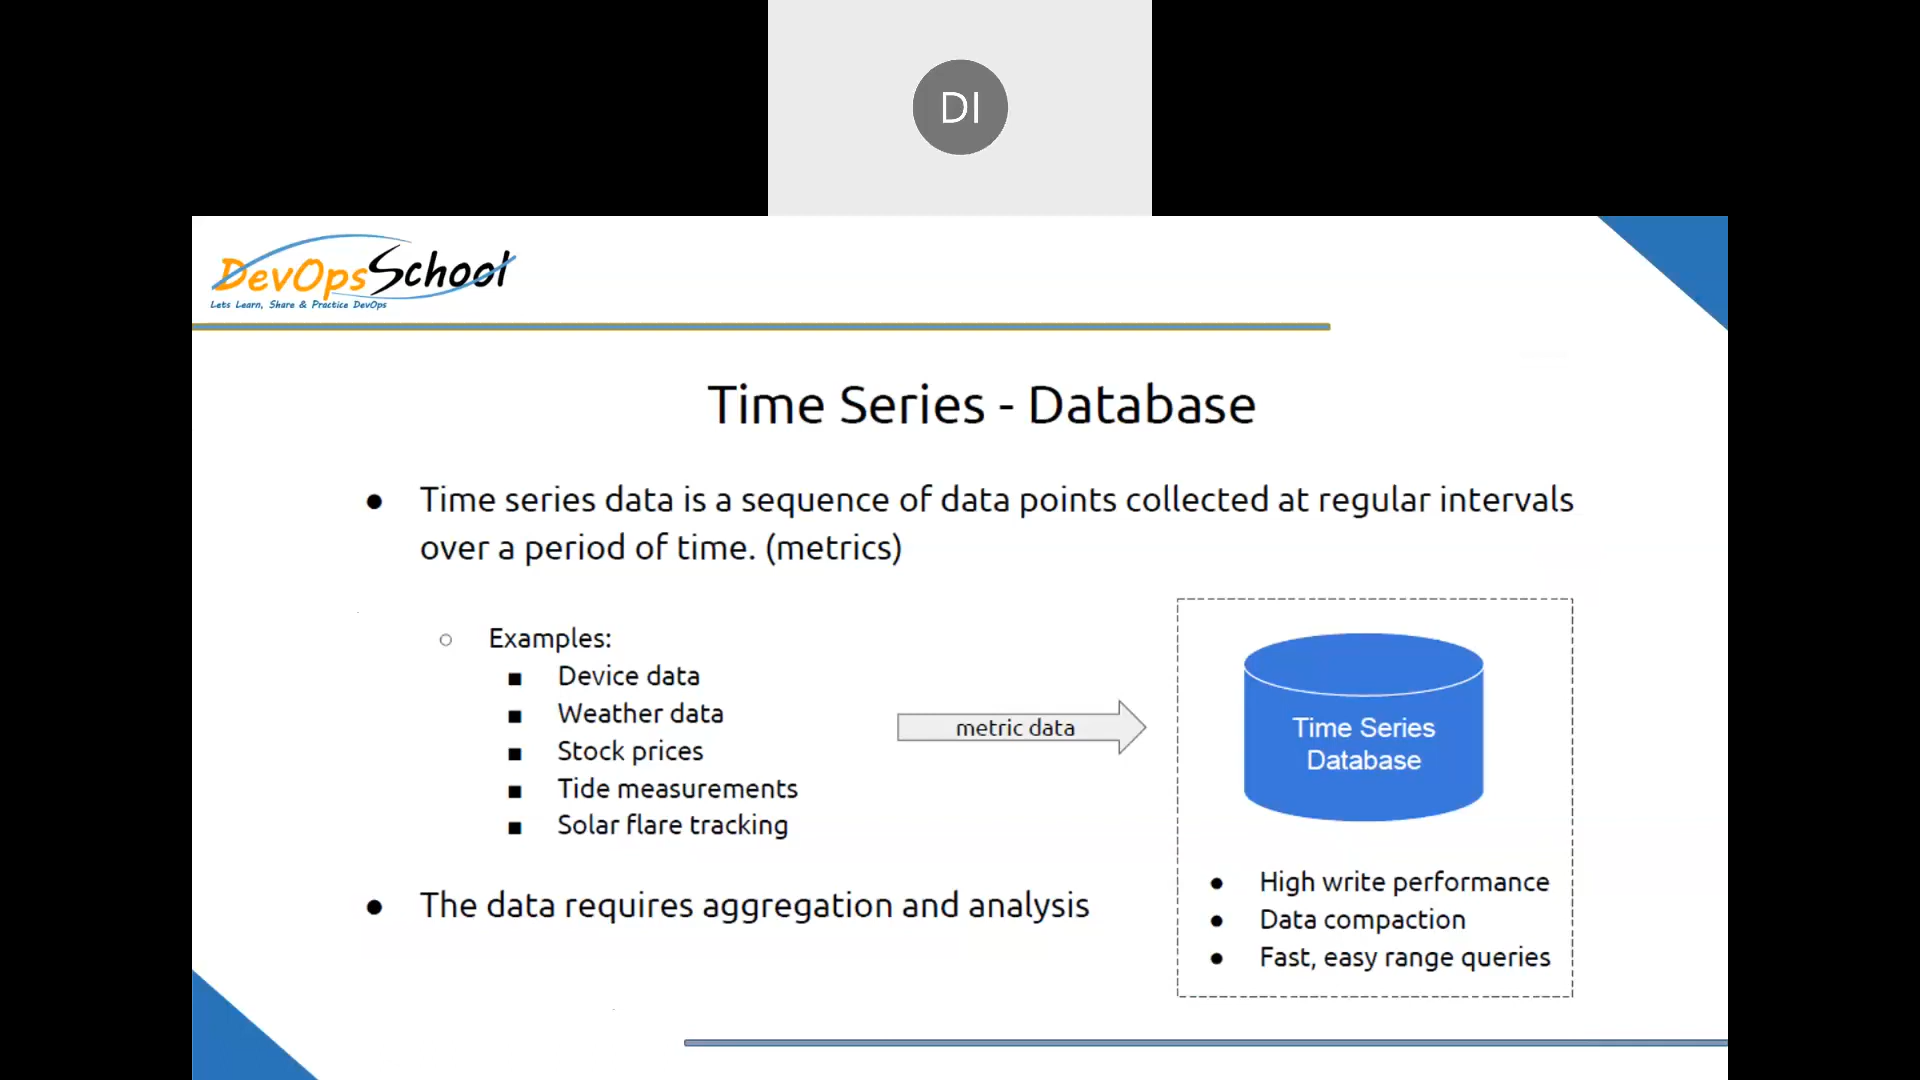 DI
DevOpsSchool
Lets Learn, Share & Practice DevOps
Time Series - Database
● Time series data is a sequence of data points collected at regular intervals
over a period of time. (metrics)
○ Examples:
■ Device data
■ Weather data
■ Stock prices
■ Tide measurements
■ Solar flare tracking
metric data
Time Series
Database
● The data requires aggregation and analysis
● High write performance
● Data compaction
● Fast, easy range queries